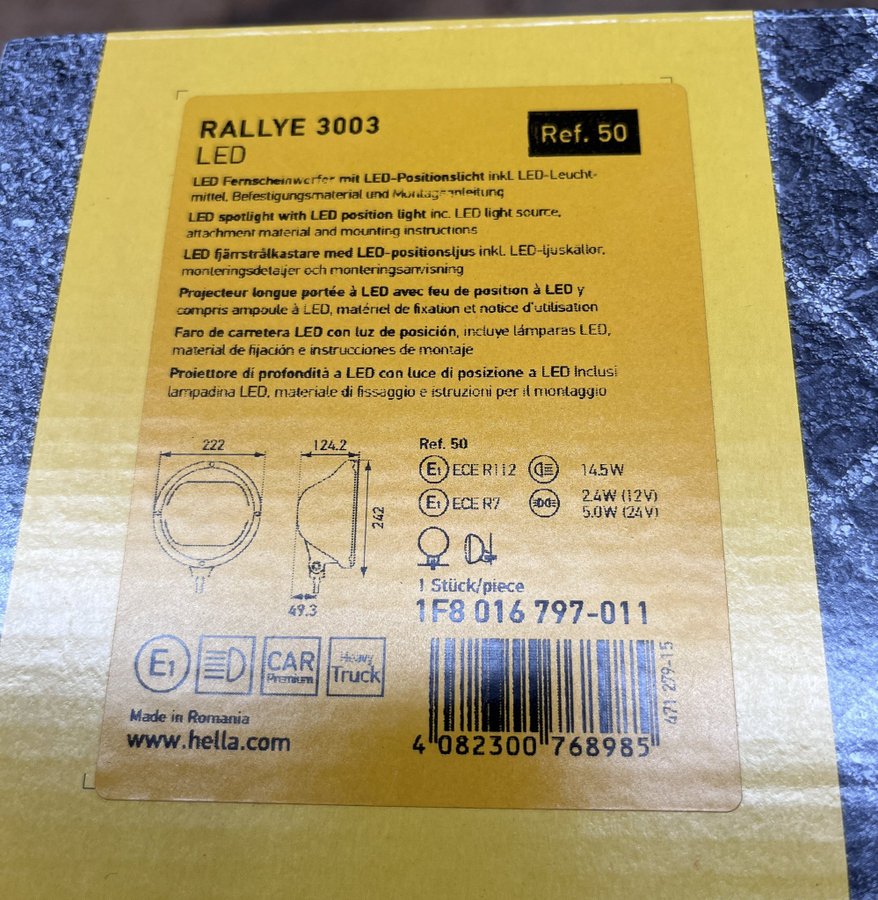 RALLYE 3003
LED
Ref. 50
LED Fernscheinwerfer mit LED-Positionslicht inkl. LED-Leucht-
mittel, Befestigungsmaterial und Montageanleitung
LED spotlight with LED position light inc. LED light source,
attachment material and mounting instructions
LED fjärrstrålkastare med LED-positionsljus inkl. LED-ljuskällor,
monteringsdetaljer och monteringsanvisning
Projecteur longue portée à LED avec feu de position à LED y
compris ampoule à LED, matériel de fixation et notice d'utilisation
Faro de carretera LED con luz de posición, incluye lámparas LED,
material de fijación e instrucciones de montaje
Proiettore di profondità a LED con luce di posizione a LED Inclusi
lampadina LED, materiale di fissaggio e istruzioni per il montaggio
222
124.2
242
49.3
Ref. 50
E1 ECE R112 14.5W
E1 ECE R7 2.4W (12V)
5.0W (24V)
1 Stück/piece
1F8 016 797-011
E1
CAR
Premium
Heavy
Truck
Made in Romania
www.hella.com
4 082300 768985
471 279-15